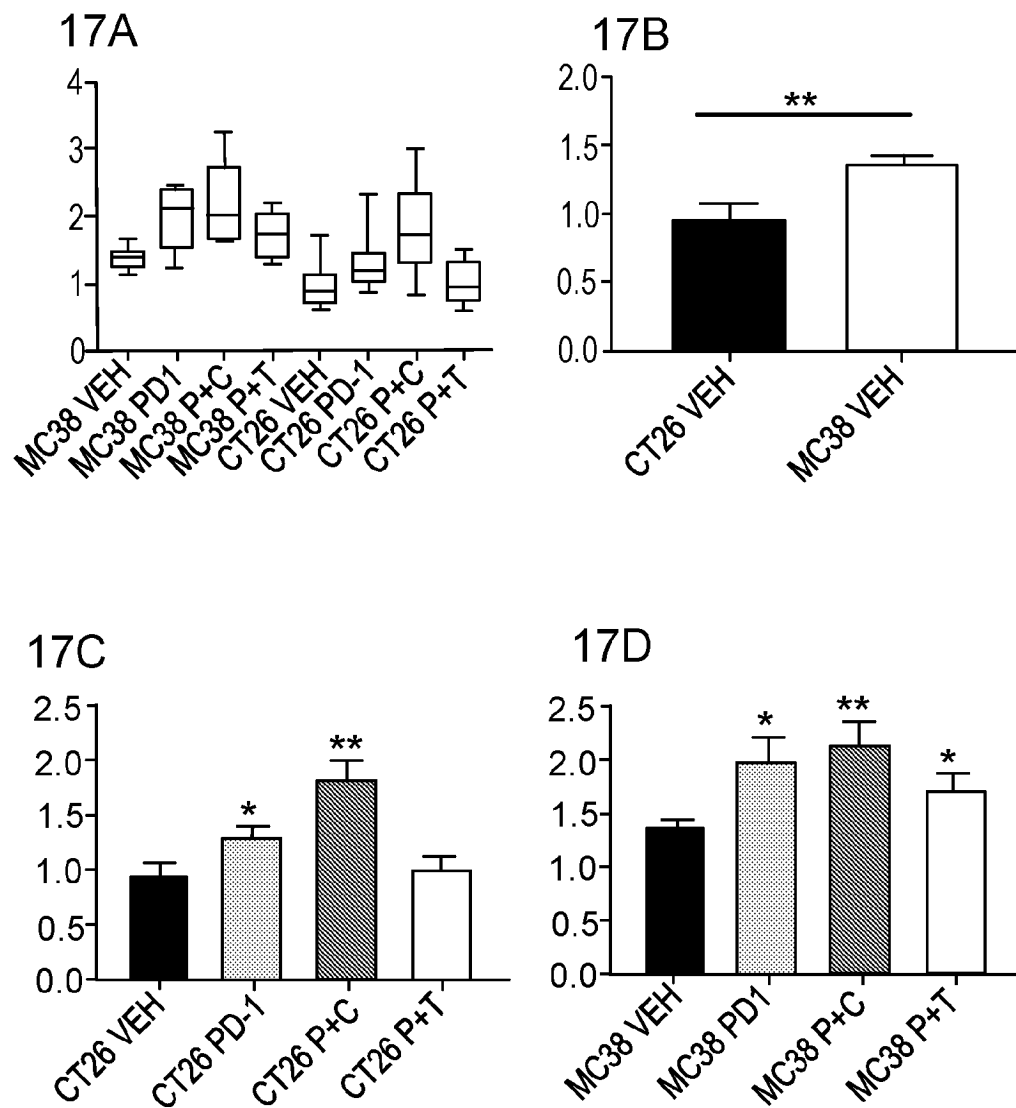 17A
4
3
2
1
0
MC38 VEH
MC38 PD1
MC38 P+C
MC38 P+T
CT26 VEH
CT26 PD-1
CT26 P+C
CT26 P+T
17B
2.0
1.5
1.0
0.5
0.0
**
CT26 VEH
MC38 VEH
17C
2.5
2.0
1.5
1.0
0.5
0.0
*
**
CT26 VEH
CT26 PD-1
CT26 P+C
CT26 P+T
17D
2.5
2.0
1.5
1.0
0.5
0.0
*
**
*
MC38 VEH
MC38 PD1
MC38 P+C
MC38 P+T